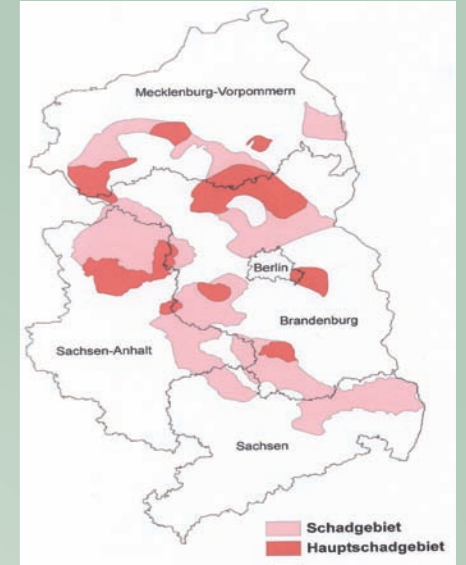 Mecklenburg-Vorpommern
Berlin
Brandenburg
Sachsen-Anhalt
Sachsen
Schadgebiet
Hauptschadgebiet